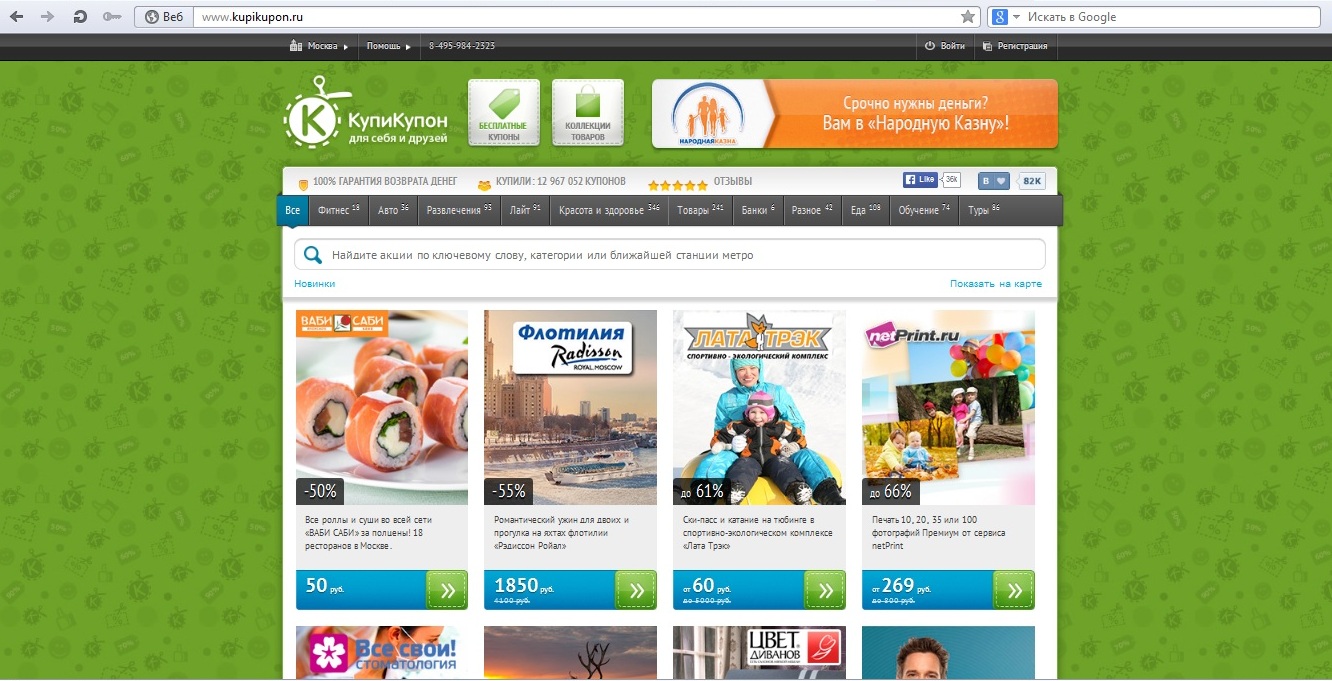 Веб
www.kupikupon.ru
Искать в Google
Москва
Помощь
8-495-984-2323
Войти
Регистрация
КупиКупон
для себя и друзей
БЕСПЛАТНЫЕ
КУПОНЫ
КОЛЛЕКЦИИ
ТОВАРОВ
НАРОДНАЯКАЗНА
Срочно нужны деньги?
Вам в «Народную Казну»!
100% ГАРАНТИЯ ВОЗВРАТА ДЕНЕГ
КУПИЛИ: 12 967 052 КУПОНОВ
ОТЗЫВЫ
Like
36k
В
82K
Все
Фитнес 18
Авто 36
Развлечения 93
Лайт 91
Красота и здоровье 346
Товары 241
Банки 6
Разное 42
Еда 108
Обучение 74
Туры 86
Найдите акции по ключевому слову, категории или ближайшей станции метро
Новинки
Показать на карте
ВАБИ САБИ
-50%
Все роллы и суши во всей сети
«ВАБИ САБИ» за полцены! 18
ресторанов в Москве.
50 руб.
Флотилия
Radisson
ROYAL, MOSCOW
-55%
Романтический ужин для двоих и
прогулка на яхтах флотилии
«Рэдиссон Ройал»
1850 руб.
4100 руб.
ЛАТА ТРЭК
СПОРТИВНО - ЭКОЛОГИЧЕСКИЙ КОМПЛЕКС
до 61%
Ски-пасс и катание на тюбинге в
спортивно-экологическом комплексе
«Лата Трэк»
от 60 руб.
до 5000 руб.
netPrint.ru
до 66%
Печать 10, 20, 35 или 100
фотографий Премиум от сервиса
netPrint
от 269 руб.
до 800 руб.
Все свои!
СТОМАТОЛОГИЯ
ЦВЕТ
ДИВАНОВ